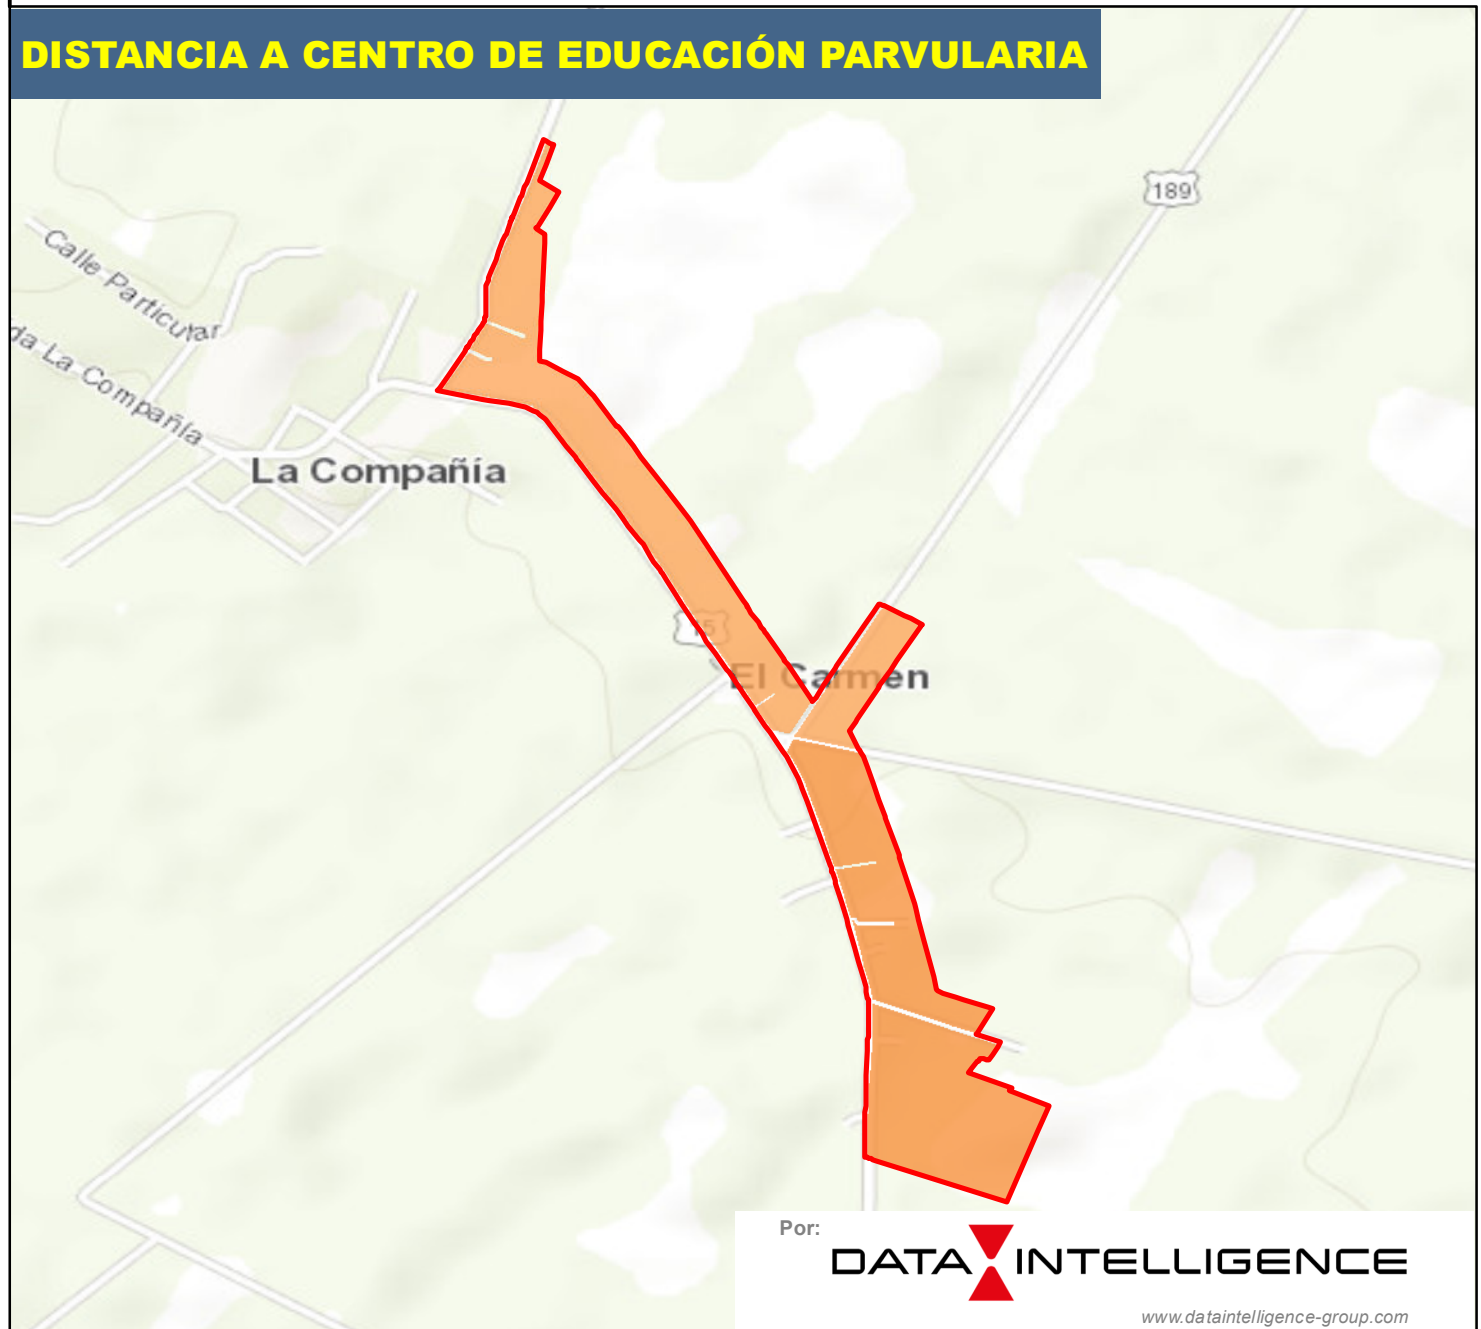 DISTANCIA A CENTRO DE EDUCACIÓN PARVULARIA
189
Calle Particular
da La Compañía
La Compañía
15
El Carmen
Por:
DATA INTELLIGENCE
www.dataintelligence-group.com